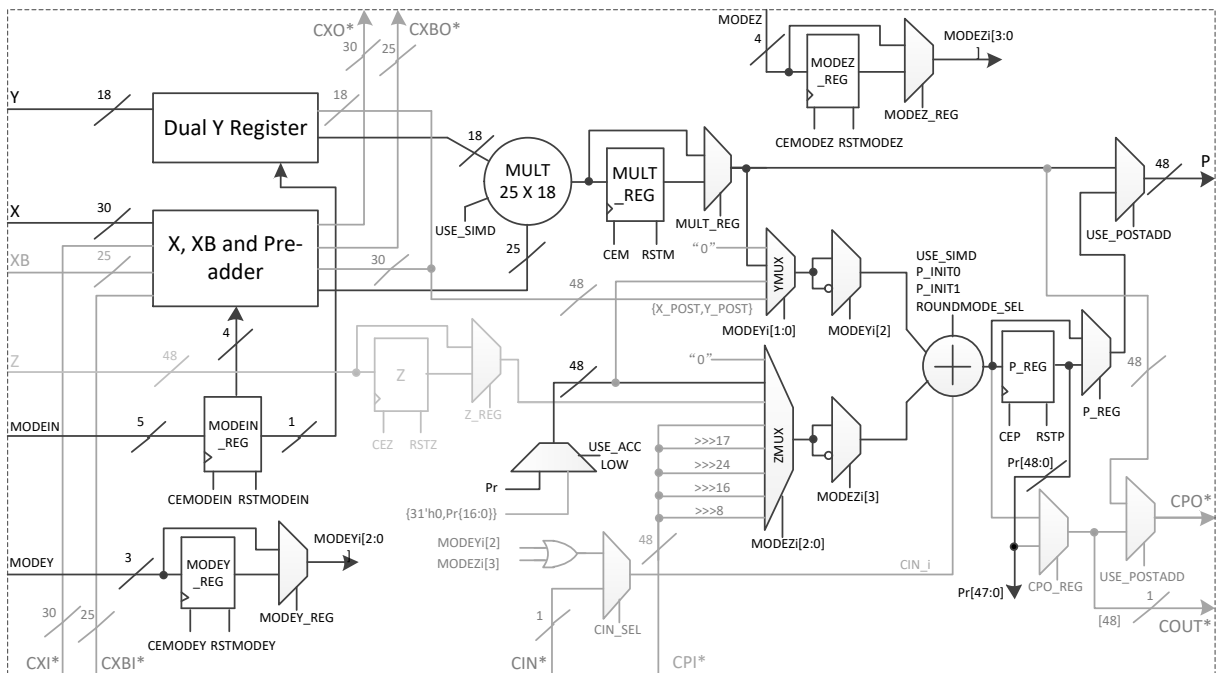 CXO*
CXBO*
30
25
MODEZ
4
MODEZ
_REG
MODEZi[3:0
]
MODEZ_REG
CEMODEZ RSTMODEZ
Y
18
Dual Y Register
18
18
MULT
25 X 18
USE_SIMD
MULT
_REG
MULT_REG
CEM
RSTM
48
P
USE_POSTADD
X
30
X, XB and Pre-
adder
XB
25
25
30
"0"
YMUX
48
{X_POST,Y_POST}
MODEYi[1:0]
MODEYi[2]
USE_SIMD
P_INIT0
P_INIT1
ROUNDMODE_SEL
4
Z
48
Z
Z_REG
CEZ
RSTZ
48
"0"
ZMUX
>>>17
>>>24
>>>16
>>>8
MODEZi[3]
MODEZi[2:0]
P_REG
P_REG
CEP
RSTP
48
MODEIN
5
MODEIN
_REG
1
CEMODEIN RSTMODEIN
USE_ACC
LOW
Pr
{31'h0,Pr{16:0}}
Pr[48:0]
MODEY
3
MODEY
_REG
MODEYi[2:0
]
MODEY_REG
CEMODEY RSTMODEY
MODEYi[2]
MODEZi[3]
48
CIN_i
CIN_SEL
1
CPO_REG
USE_POSTADD
CPO*
Pr[47:0]
[48]
1
COUT*
30
25
CXI*
CXBI*
CIN*
CPI*